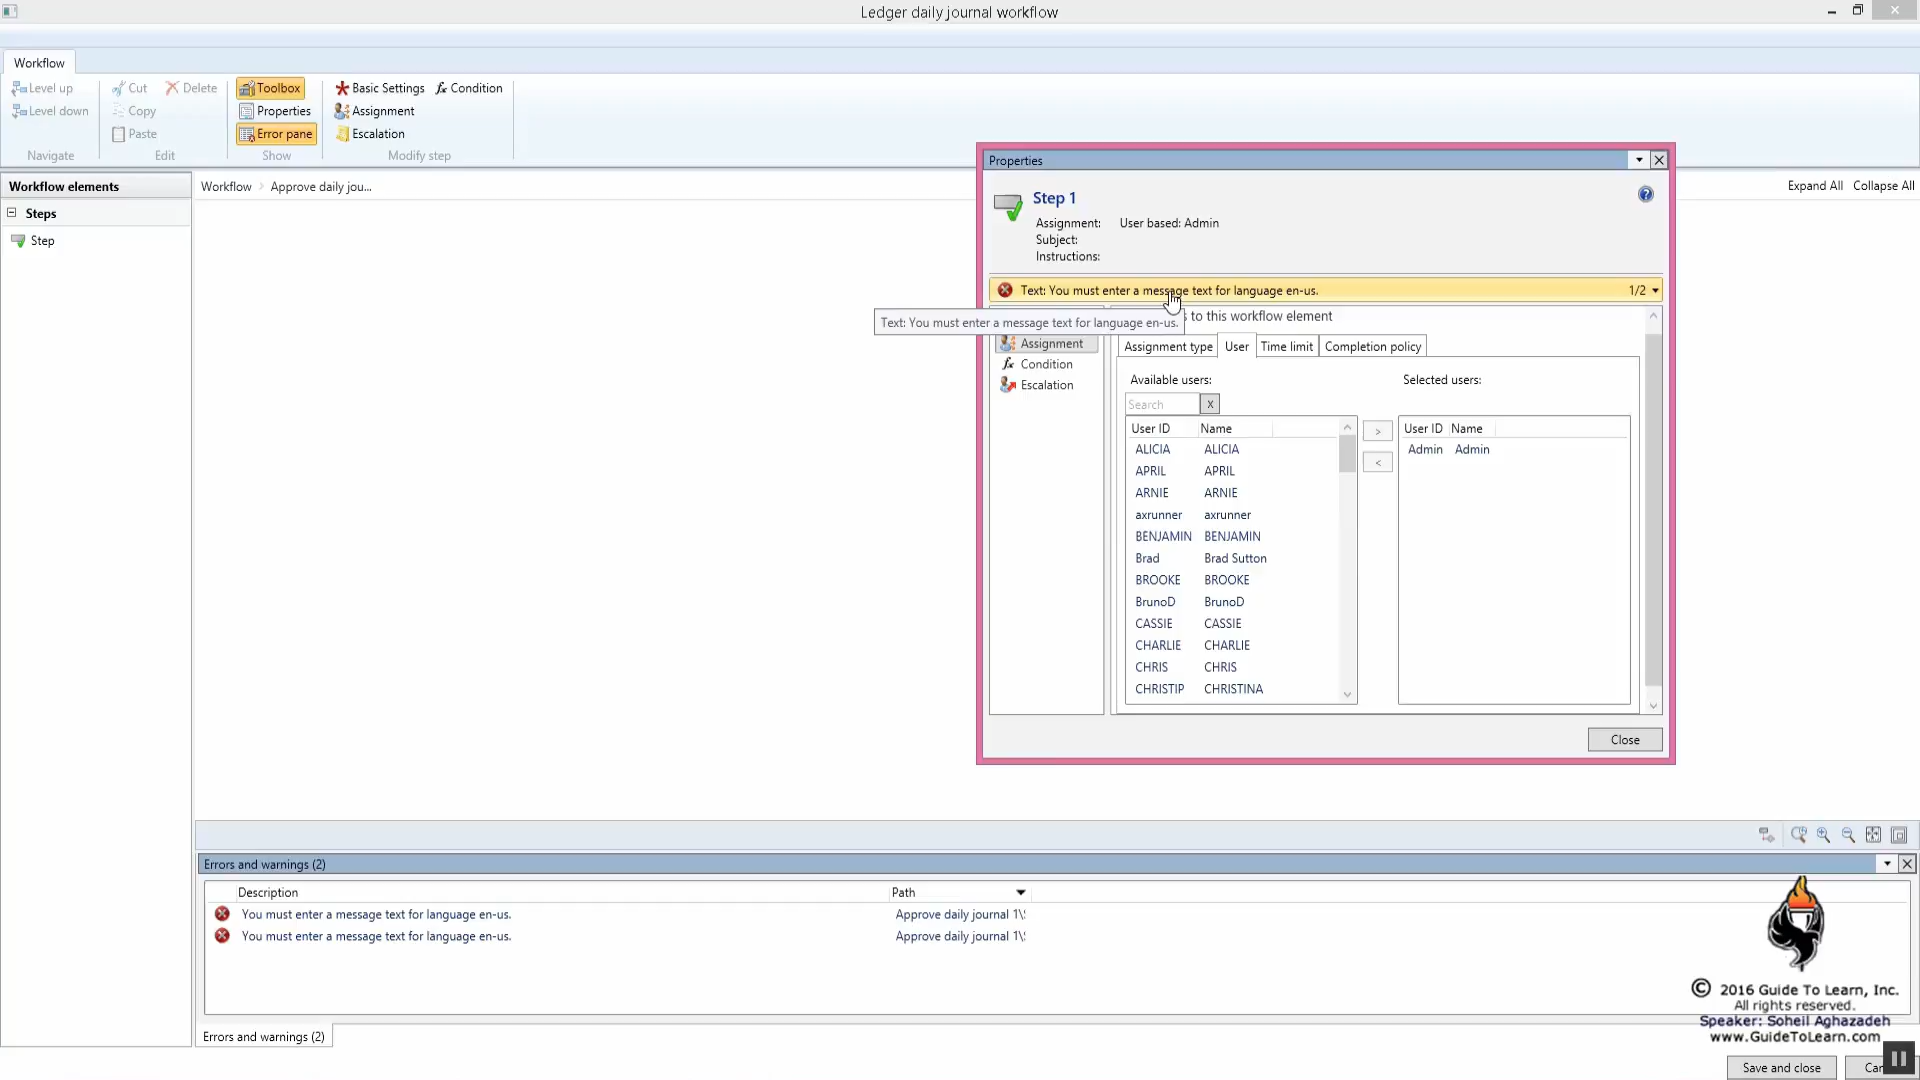 Ledger daily journal workflow
Workflow
Level up
Cut
Delete
Toolbox
Basic Settings
fx Condition
Level down
Copy
Properties
Assignment
Paste
Error pane
Escalation
Navigate
Edit
Show
Modify step
Workflow elements
Workflow > Approve daily jou...
Expand All
Collapse All
Steps
Step
Properties
Step 1
Assignment: User based: Admin
Subject:
Instructions:
Text: You must enter a message text for language en-us.
1/2
Text: You must enter a message text for language en-us.
to this workflow element
Assignment
Condition
Escalation
Assignment type
User
Time limit
Completion policy
Available users:
Selected users:
Search
X
User ID Name
ALICIA ALICIA
APRIL APRIL
ARNIE ARNIE
axrunner axrunner
BENJAMIN BENJAMIN
Brad Brad Sutton
BROOKE BROOKE
BrunoD BrunoD
CASSIE CASSIE
CHARLIE CHARLIE
CHRIS CHRIS
CHRISTIP CHRISTINA
>
<
User ID Name
Admin Admin
Close
Errors and warnings (2)
Description Path
You must enter a message text for language en-us. Approve daily journal 1\
You must enter a message text for language en-us. Approve daily journal 1\
Errors and warnings (2)
© 2016 Guide To Learn, Inc.
All rights reserved.
Speaker: Soheil Aghazadeh
www.GuideToLearn.com
Save and close